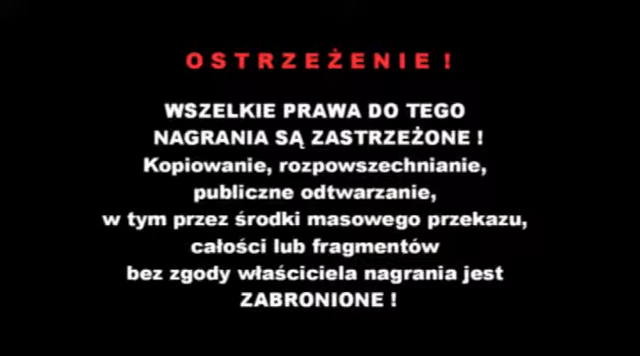 OSTRZEŻENIE !
WSZELKIE PRAWA DO TEGO
NAGRANIA SĄ ZASTRZEŻONE !
Kopiowanie, rozpowszechnianie,
publiczne odtwarzanie,
w tym przez środki masowego przekazu,
całości lub fragmentów
bez zgody właściciela nagrania jest
ZABRONIONE !